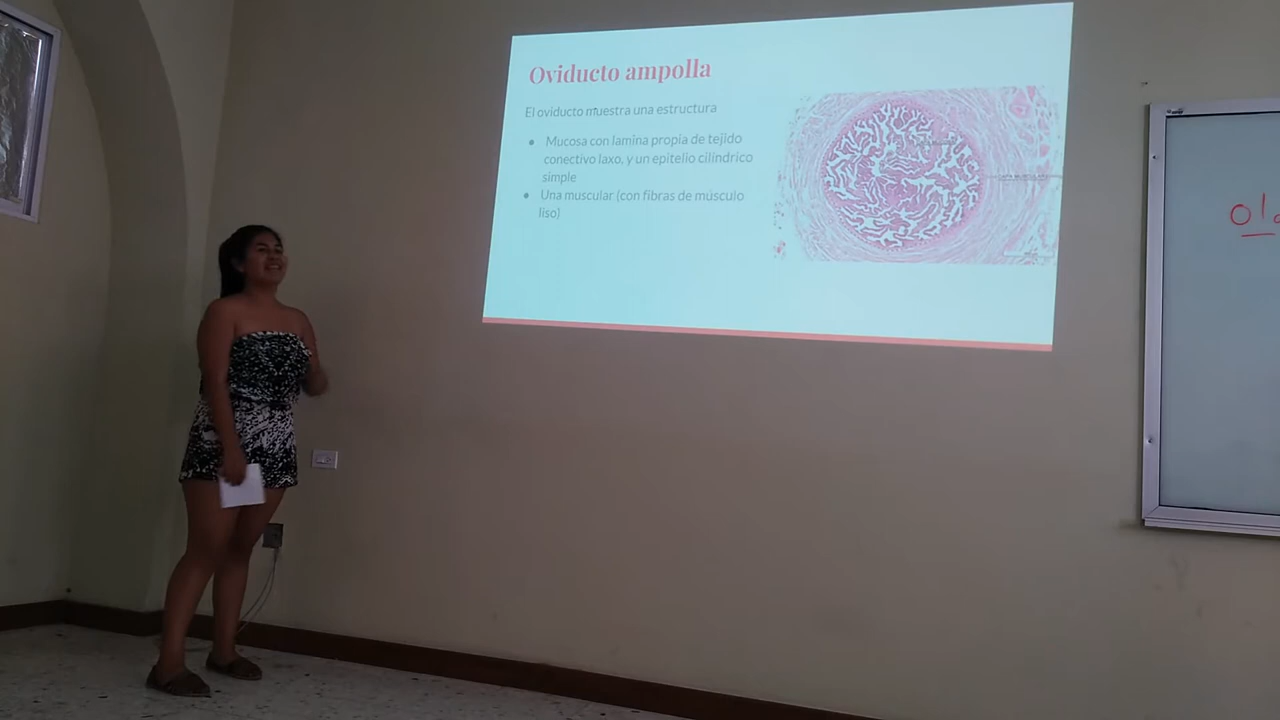 Oviducto ampolla
El oviducto muestra una estructura
● Mucosa con lamina propia de tejido
conectivo laxo, y un epitelio cilíndrico
simple
● Una muscular (con fibras de músculo
liso)